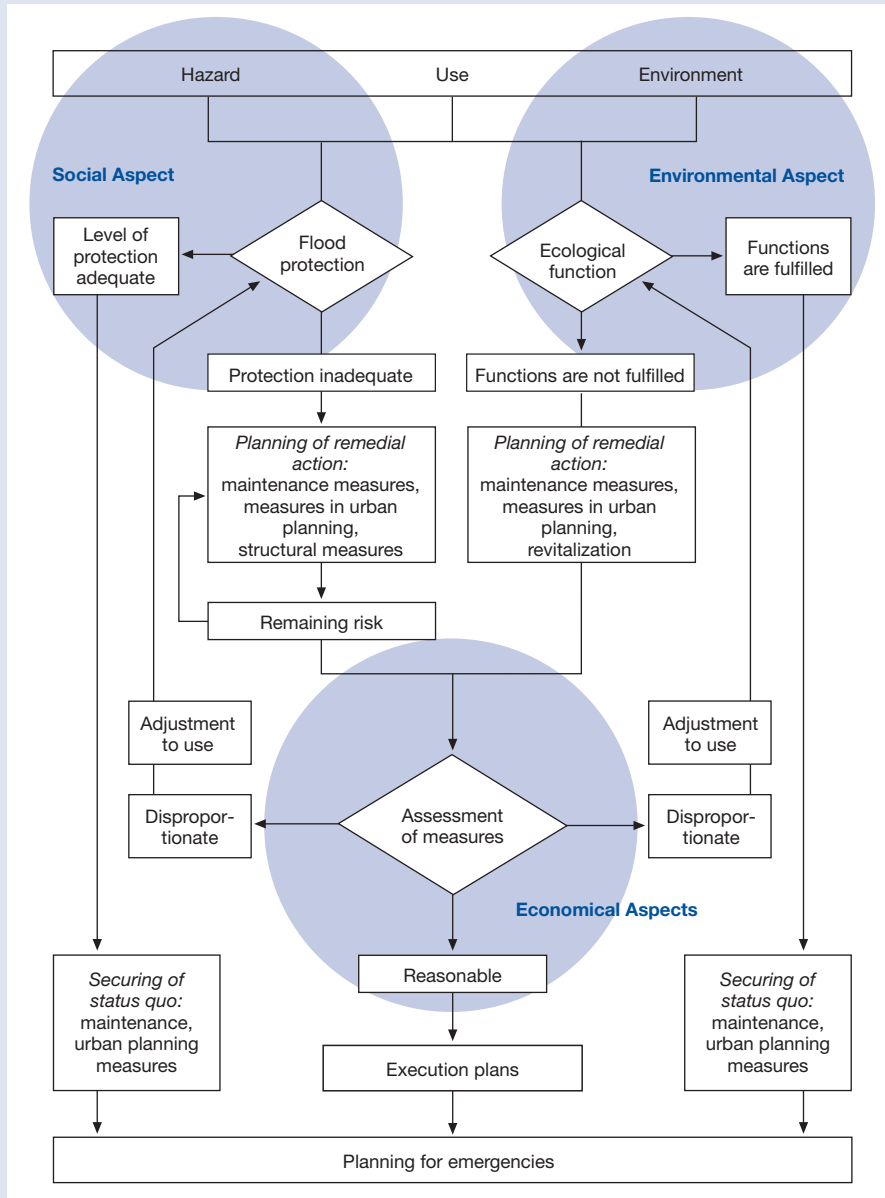 Hazard Use Environment
Social Aspect
Environmental Aspect
Level of
protection
adequate
Flood
protection
Ecological
function
Functions
are fulfilled
Protection inadequate
Functions are not fulfilled
Planning of remedial
action:
maintenance measures,
measures in urban
planning,
structural measures
Planning of remedial
action:
maintenance measures,
measures in urban
planning,
revitalization
Remaining risk
Adjustment
to use
Adjustment
to use
Dispropor-
tionate
Assessment
of measures
Dispropor-
tionate
Economical Aspects
Reasonable
Securing of
status quo:
maintenance,
urban planning
measures
Execution plans
Securing of
status quo:
maintenance,
urban planning
measures
Planning for emergencies